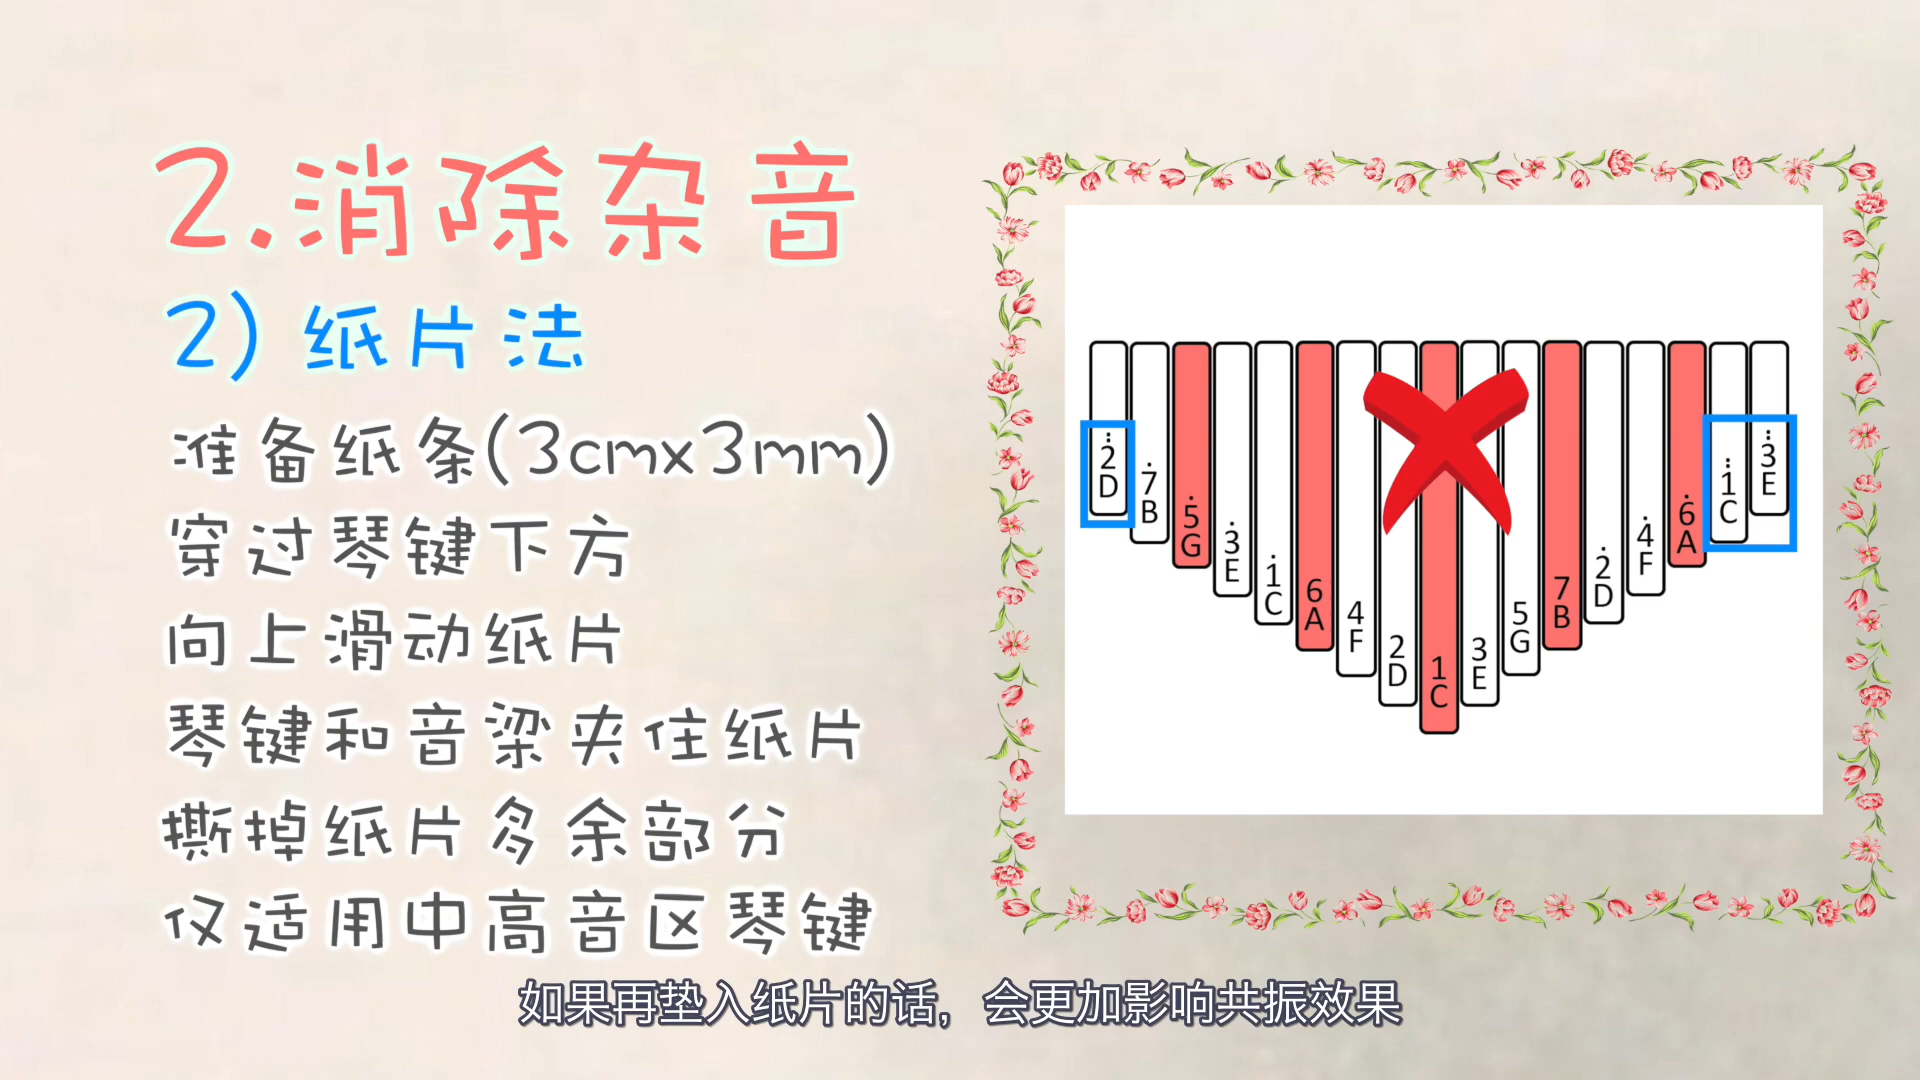 2.消除杂音
2) 纸片法
准备纸条(3cmx3mm)
穿过琴键下方
向上滑动纸片
琴键和音梁夹住纸片
撕掉纸片多余部分
仅适用中高音区琴键
2̈ D
7̇ B
5̇ G
3̇ E
1̇ C
6 A
4 F
2 D
1 C
3 E
5 G
7 B
2̇ D
4̇ F
6̇ A
1̈ C
3̈ E
如果再垫入纸片的话，会更加影响共振效果